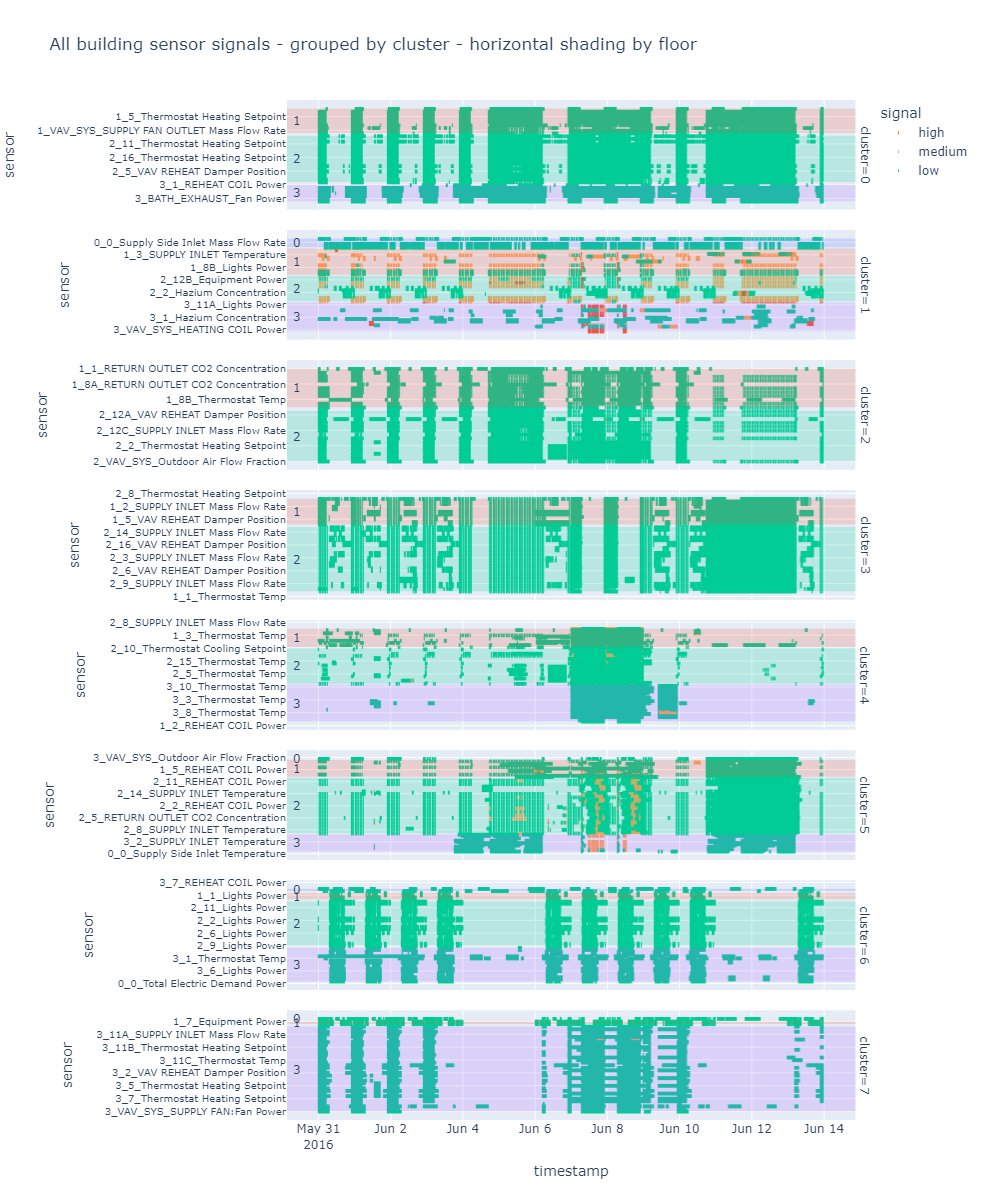 All building sensor signals - grouped by cluster - horizontal shading by floor
signal
high
medium
low
sensor
1_5_Thermostat Heating Setpoint
1_VAV_SYS_SUPPLY FAN OUTLET Mass Flow Rate
2_11_Thermostat Heating Setpoint
2_16_Thermostat Heating Setpoint
2_5_VAV REHEAT Damper Position
3_1_REHEAT COIL Power
3_BATH_EXHAUST_Fan Power
1
2
3
cluster=0
sensor
0_0_Supply Side Inlet Mass Flow Rate
1_3_SUPPLY INLET Temperature
1_8B_Lights Power
2_12B_Equipment Power
2_2_Hazium Concentration
3_11A_Lights Power
3_1_Hazium Concentration
3_VAV_SYS_HEATING COIL Power
0
1
2
3
cluster=1
sensor
1_1_RETURN OUTLET CO2 Concentration
1_8A_RETURN OUTLET CO2 Concentration
1_8B_Thermostat Temp
2_12A_VAV REHEAT Damper Position
2_12C_SUPPLY INLET Mass Flow Rate
2_2_Thermostat Heating Setpoint
2_VAV_SYS_Outdoor Air Flow Fraction
1
2
cluster=2
sensor
2_8_Thermostat Heating Setpoint
1_2_SUPPLY INLET Mass Flow Rate
1_5_VAV REHEAT Damper Position
2_14_SUPPLY INLET Mass Flow Rate
2_16_VAV REHEAT Damper Position
2_3_SUPPLY INLET Mass Flow Rate
2_6_VAV REHEAT Damper Position
2_9_SUPPLY INLET Mass Flow Rate
1_1_Thermostat Temp
1
2
cluster=3
sensor
2_8_SUPPLY INLET Mass Flow Rate
1_3_Thermostat Temp
2_10_Thermostat Cooling Setpoint
2_15_Thermostat Temp
2_5_Thermostat Temp
3_10_Thermostat Temp
3_3_Thermostat Temp
3_8_Thermostat Temp
1_2_REHEAT COIL Power
1
2
3
cluster=4
sensor
3_VAV_SYS_Outdoor Air Flow Fraction
1_5_REHEAT COIL Power
2_11_REHEAT COIL Power
2_14_SUPPLY INLET Temperature
2_2_REHEAT COIL Power
2_5_RETURN OUTLET CO2 Concentration
2_8_SUPPLY INLET Temperature
3_2_SUPPLY INLET Temperature
0_0_Supply Side Inlet Temperature
0
1
2
3
cluster=5
sensor
3_7_REHEAT COIL Power
1_1_Lights Power
2_11_Lights Power
2_2_Lights Power
2_6_Lights Power
2_9_Lights Power
3_1_Thermostat Temp
3_6_Lights Power
0_0_Total Electric Demand Power
0
1
2
3
cluster=6
sensor
1_7_Equipment Power
3_11A_SUPPLY INLET Mass Flow Rate
3_11B_Thermostat Heating Setpoint
3_11C_Thermostat Temp
3_2_VAV REHEAT Damper Position
3_5_Thermostat Heating Setpoint
3_7_Thermostat Heating Setpoint
3_VAV_SYS_SUPPLY FAN:Fan Power
0
1
3
cluster=7
May 31
2016
Jun 2
Jun 4
Jun 6
Jun 8
Jun 10
Jun 12
Jun 14
timestamp